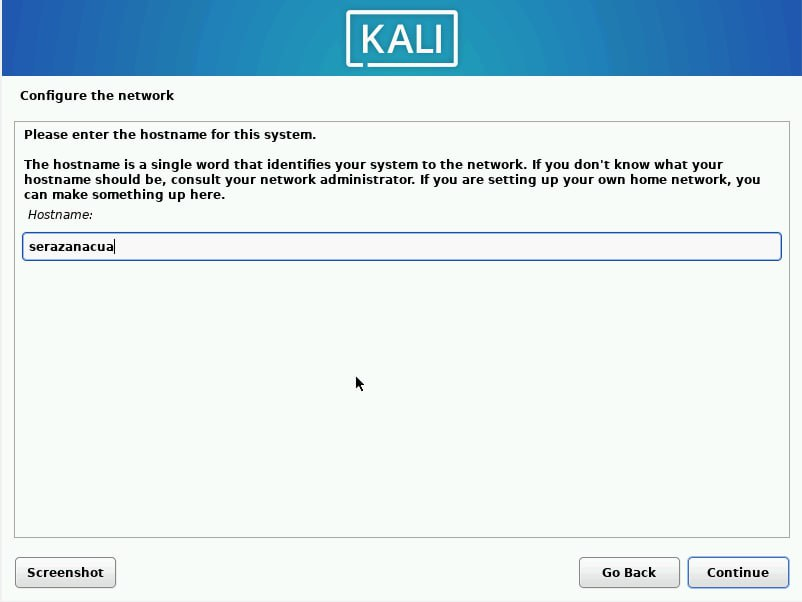 KALI
Configure the network
Please enter the hostname for this system.
The hostname is a single word that identifies your system to the network. If you don't know what your
hostname should be, consult your network administrator. If you are setting up your own home network, you
can make something up here.
Hostname:
serazanacua
Screenshot
Go Back
Continue